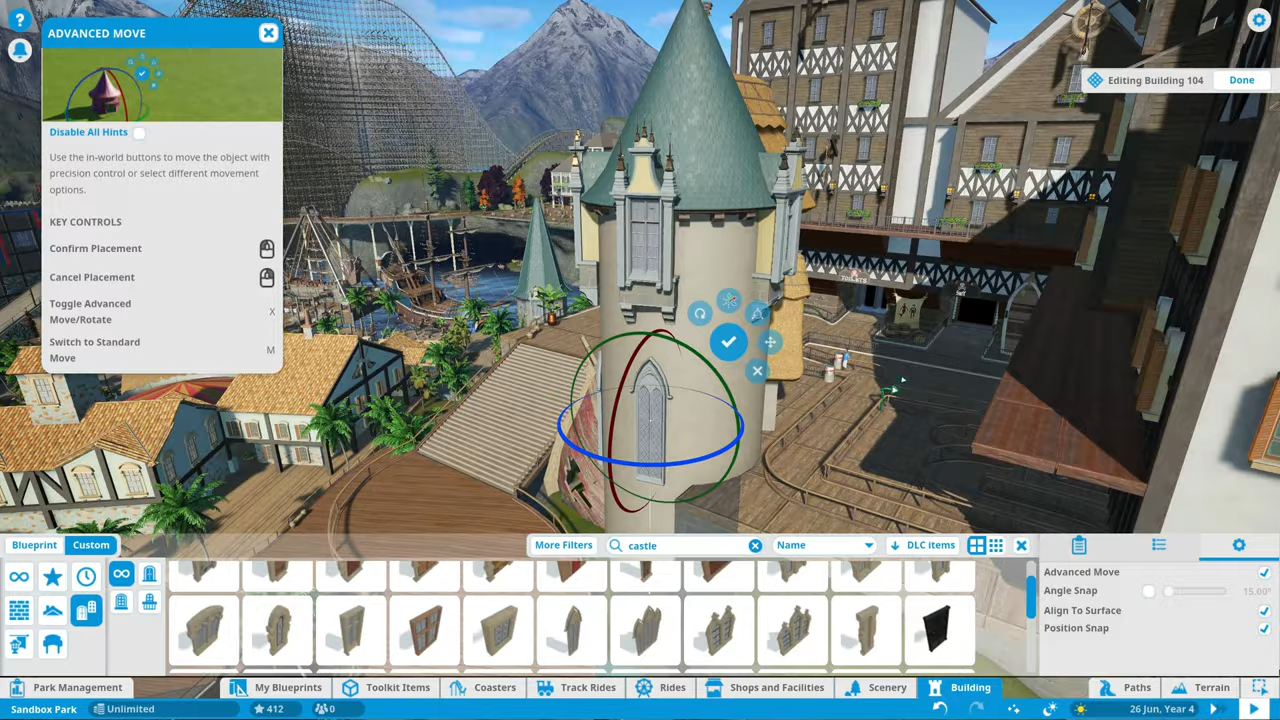 ?
ADVANCED MOVE
Disable All Hints
Use the in-world buttons to move the object with
precision control or select different movement
options.
KEY CONTROLS
Confirm Placement
Cancel Placement
Toggle Advanced
Move/Rotate
X
Switch to Standard
Move
M
Editing Building 104
Done
TOILETS
Blueprint
Custom
More Filters
castle
Name
DLC items
Advanced Move
Angle Snap
15.00°
Align To Surface
Position Snap
Park Management
My Blueprints
Toolkit Items
Coasters
Track Rides
Rides
Shops and Facilities
Scenery
Building
Paths
Terrain
Sandbox Park
Unlimited
412
0
26 Jun, Year 4